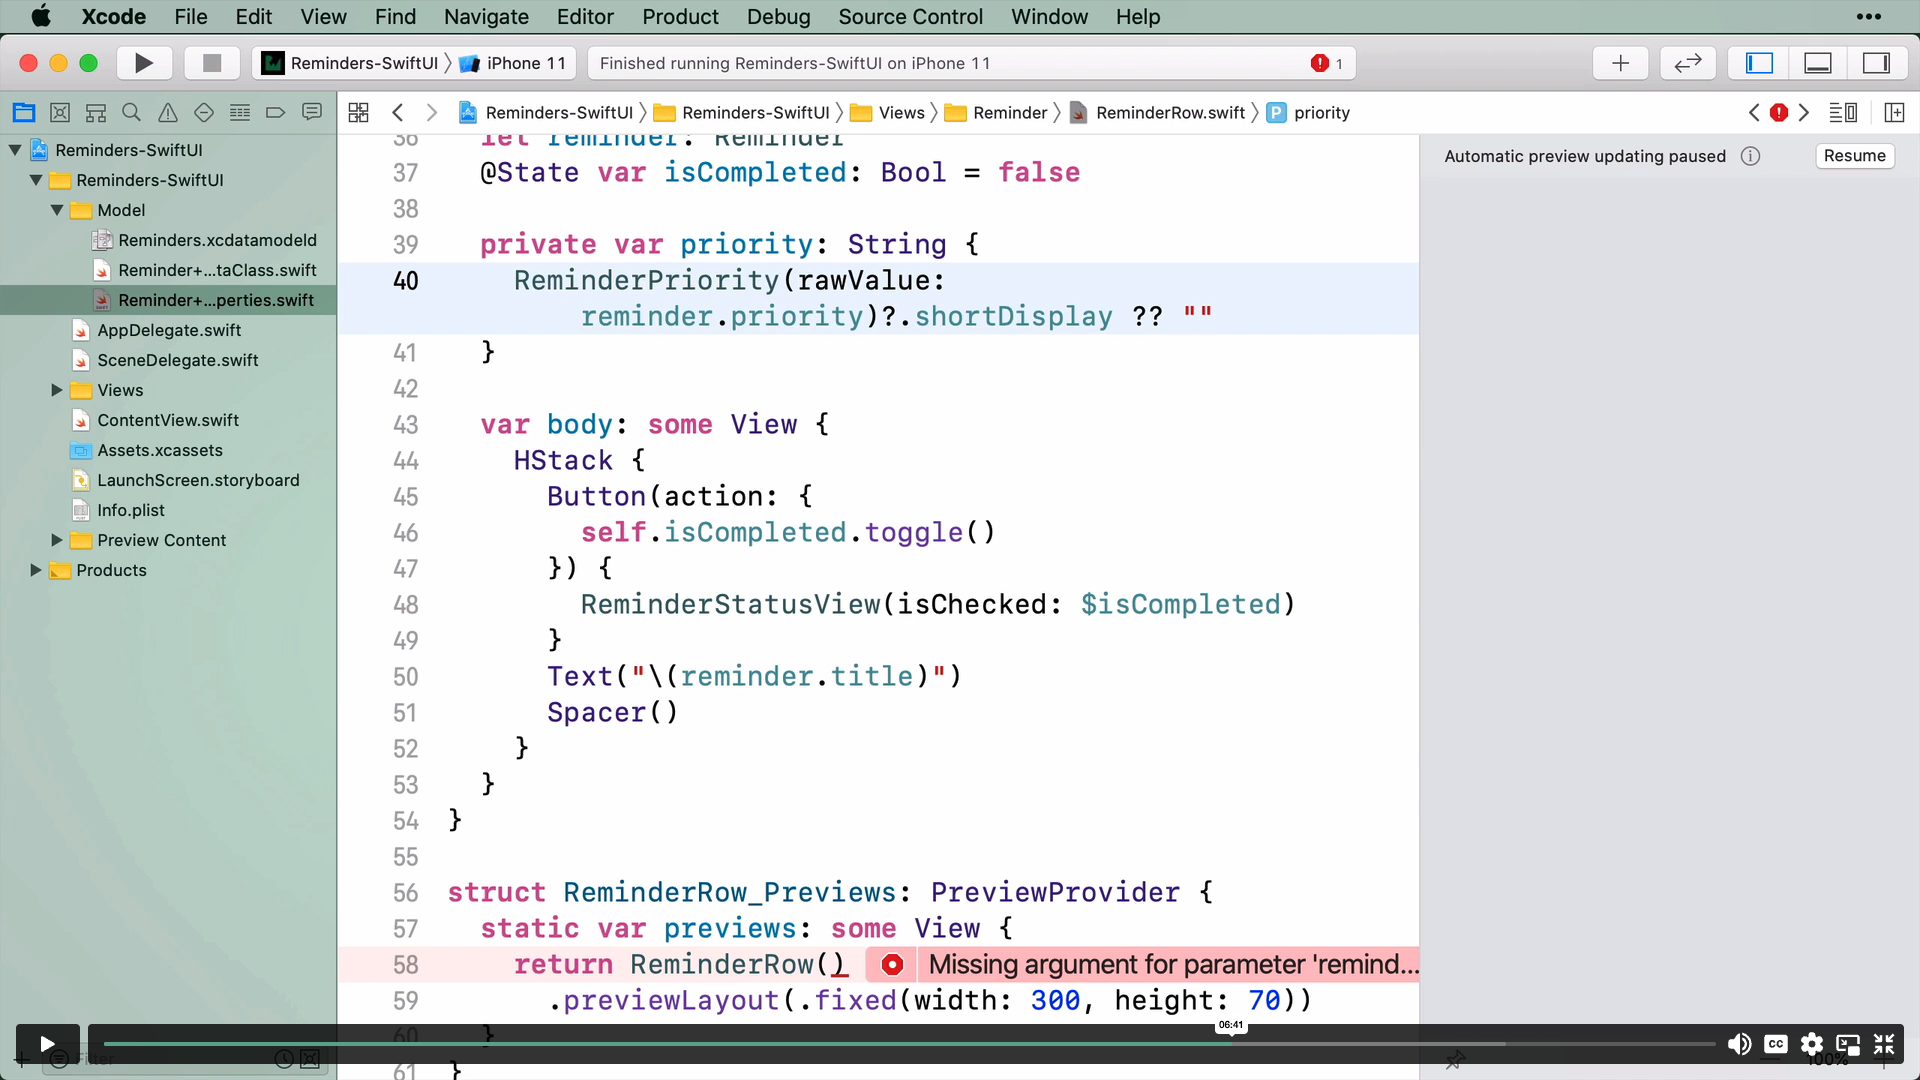 Xcode File Edit View Find Navigate Editor Product Debug Source Control Window Help •••
Reminders-SwiftUI 〉 iPhone 11
Finished running Reminders-SwiftUI on iPhone 11
1
Reminders-SwiftUI 〉 Reminders-SwiftUI 〉 Views 〉 Reminder 〉 ReminderRow.swift 〉 P priority
Reminders-SwiftUI
Reminders-SwiftUI
Model
Reminders.xcdatamodeld
Reminder+...taClass.swift
Reminder+...perties.swift
AppDelegate.swift
SceneDelegate.swift
Views
ContentView.swift
Assets.xcassets
LaunchScreen.storyboard
Info.plist
Preview Content
Products
Filter
36 let reminder: Reminder
37 @State var isCompleted: Bool = false
38
39 private var priority: String {
40 ReminderPriority(rawValue:
reminder.priority)?.shortDisplay ?? ""
41 }
42
43 var body: some View {
44 HStack {
45 Button(action: {
46 self.isCompleted.toggle()
47 }) {
48 ReminderStatusView(isChecked: $isCompleted)
49 }
50 Text("\(reminder.title)")
51 Spacer()
52 }
53 }
54 }
55
56 struct ReminderRow_Previews: PreviewProvider {
57 static var previews: some View {
58 return ReminderRow() Missing argument for parameter 'remind...
59 .previewLayout(.fixed(width: 300, height: 70))
60 }
61 }
Automatic preview updating paused
Resume
06:41
CC
100%